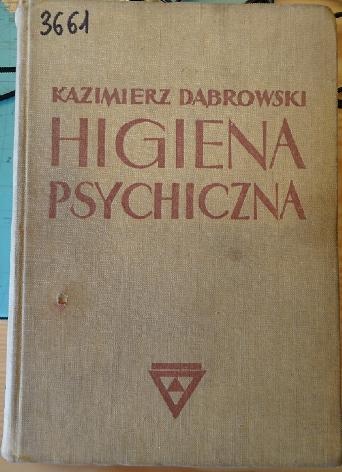 3661
KAZIMIERZ DĄBROWSKI
HIGIENA
PSYCHICZNA